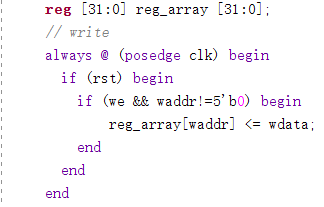 reg [31:0] reg_array [31:0];
// write
always @ (posedge clk) begin
if (rst) begin
if (we && waddr!=5'b0) begin
reg_array[waddr] <= wdata;
end
end
end